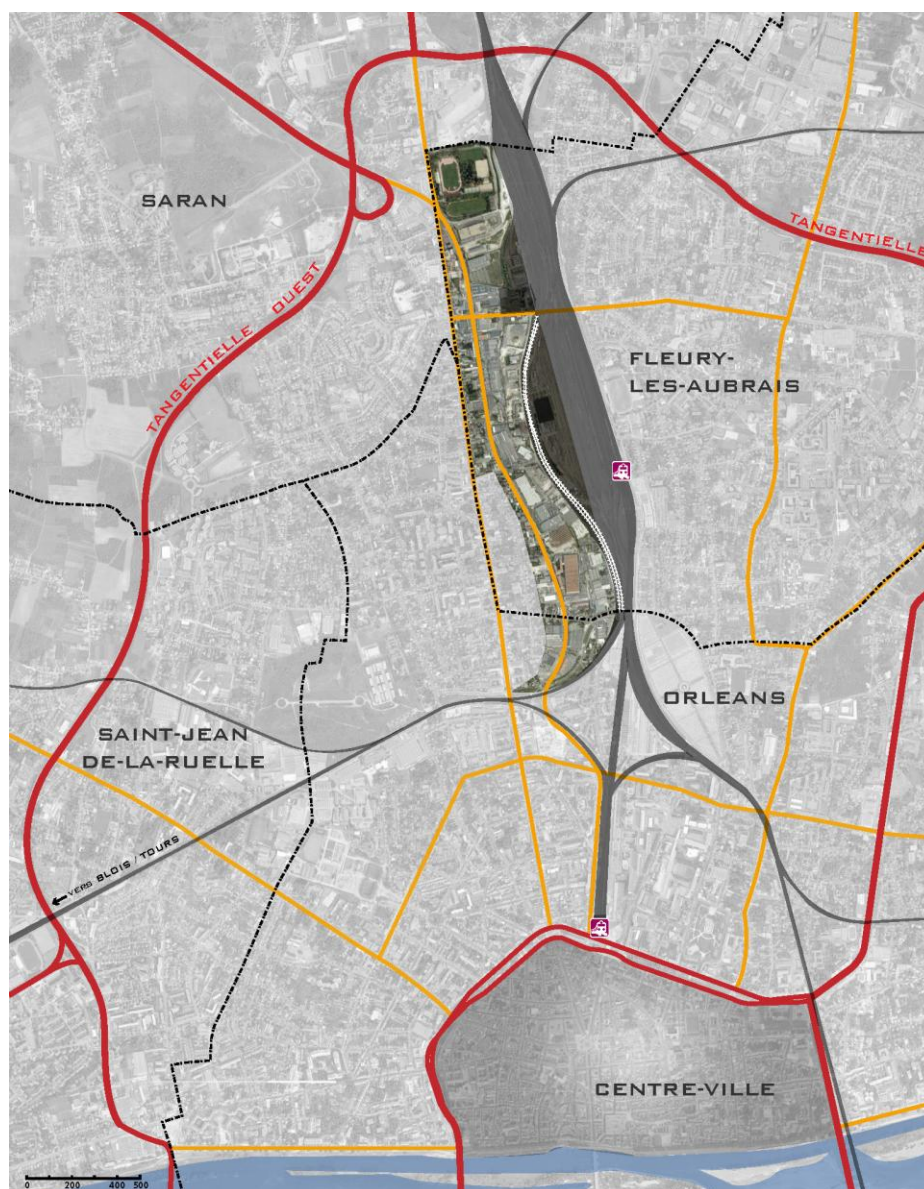 SARAN
TANGENTIELLE OUEST
TANGENTIELLE
FLEURY-
LES-AUBRAIS
ORLEANS
SAINT-JEAN
DE-LA-RUELLE
VERS BLOIS / TOURS
CENTRE-VILLE
0 200 400 500